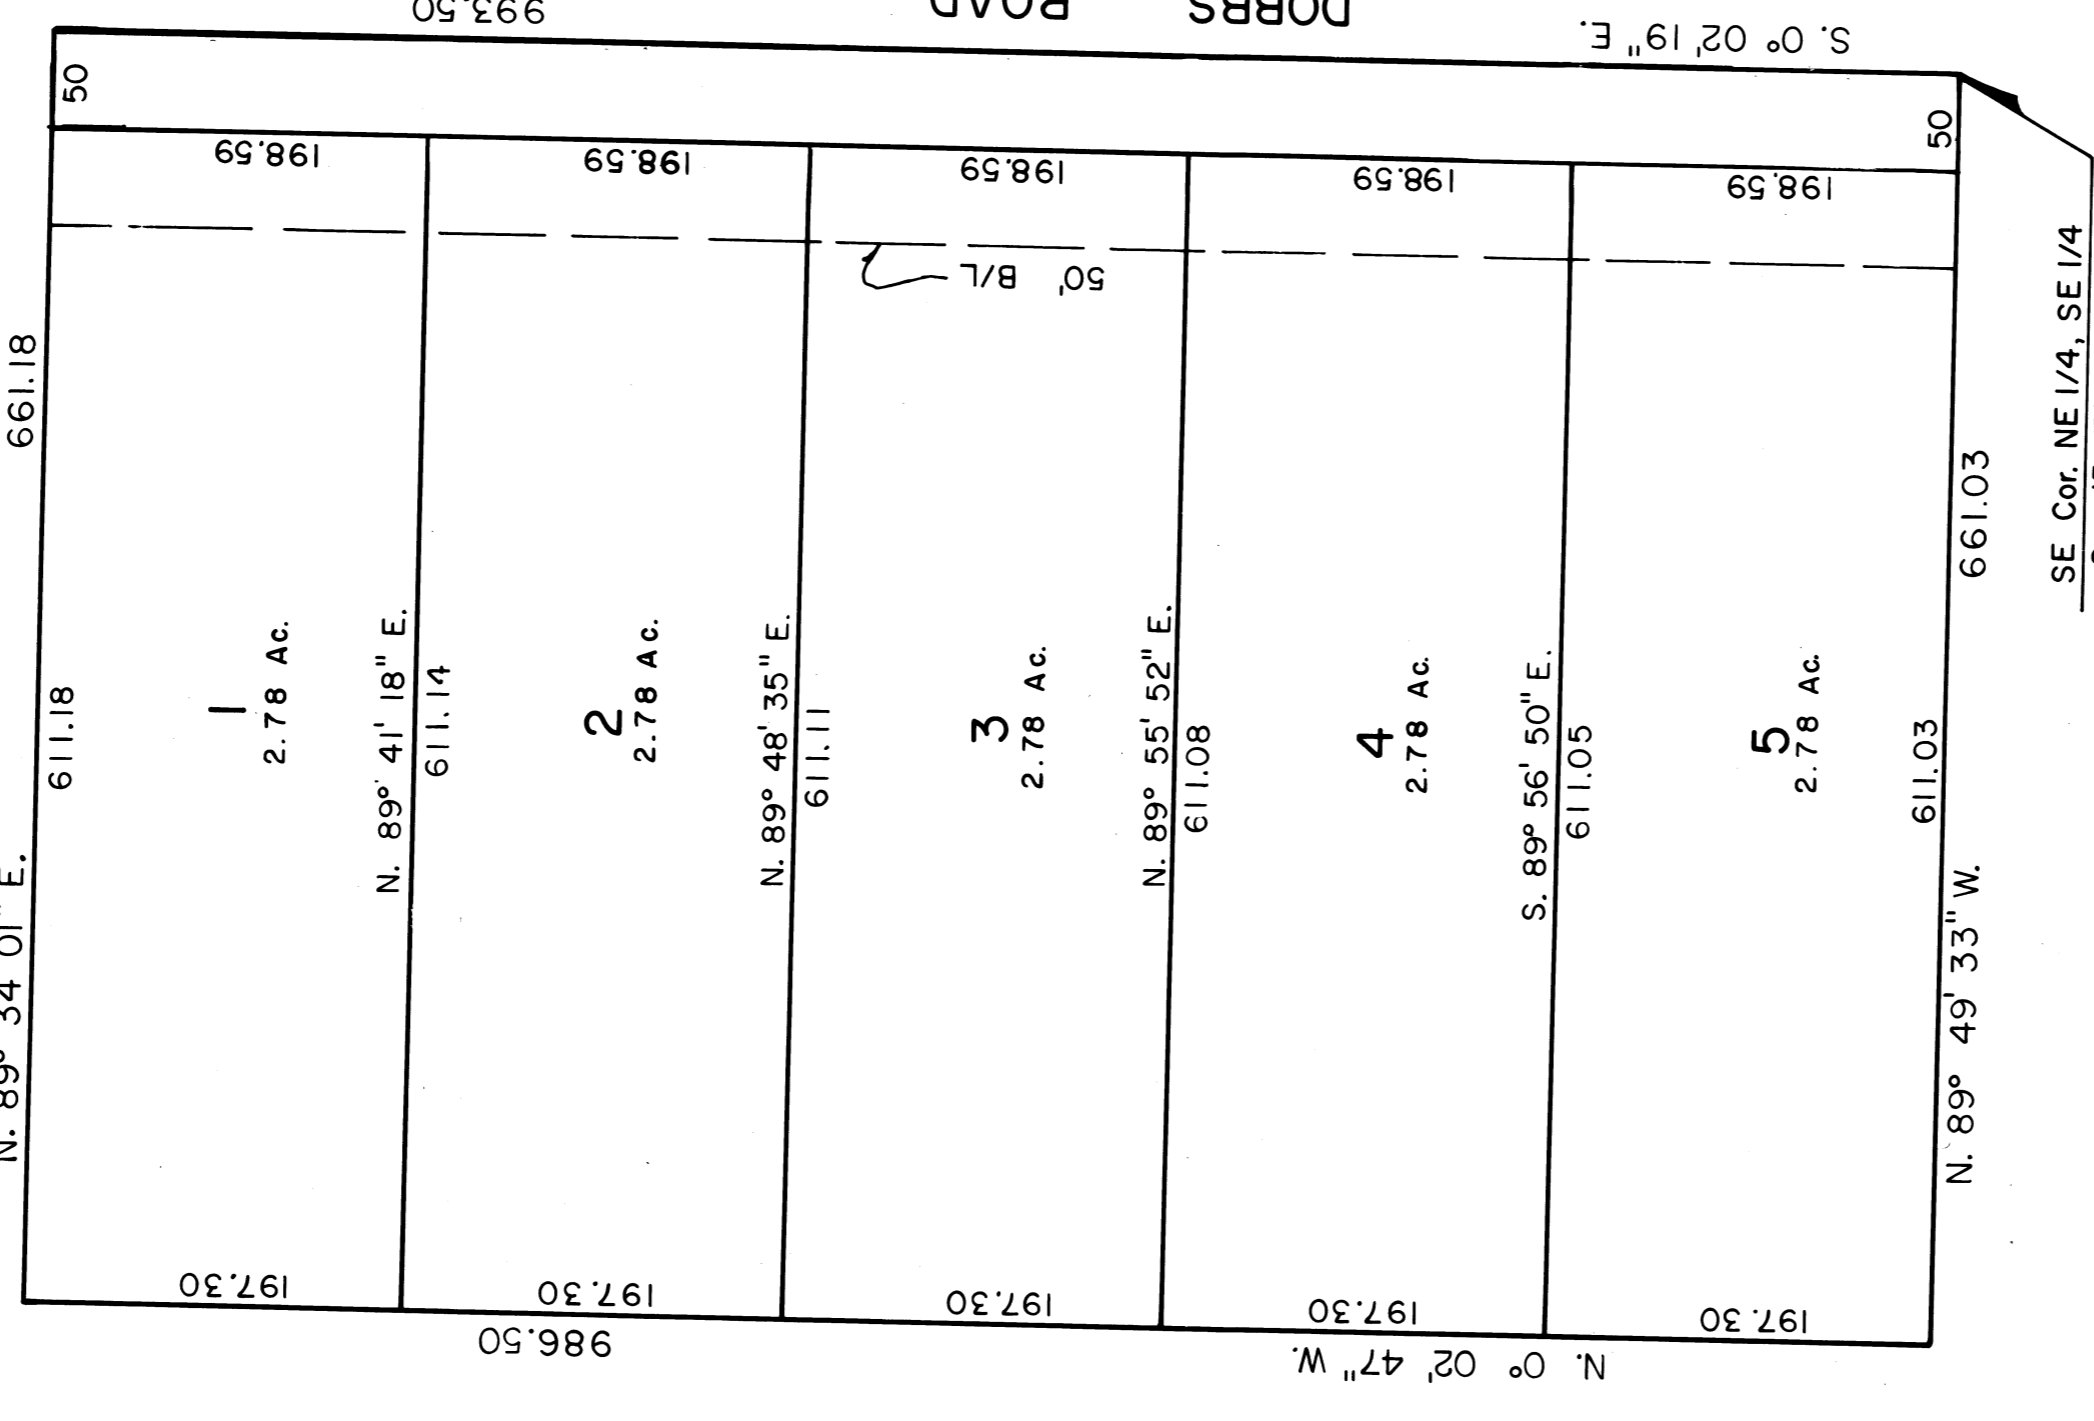 993.50
DOBBS ROAD
S. 0° 02' 19" E.
50
50
198.59
198.59
198.59
198.59
198.59
50' B/L
661.18
N. 89° 34' 01" E.
611.18
1
2.78 Ac.
N. 89° 41' 18" E.
611.14
2
2.78 Ac.
N. 89° 48' 35" E.
611.11
3
2.78 Ac.
N. 89° 55' 52" E.
611.08
4
2.78 Ac.
S. 89° 56' 50" E.
611.05
5
2.78 Ac.
611.03
661.03
N. 89° 49' 33" W.
SE Cor. NE 1/4, SE 1/4
197.30
197.30
197.30
197.30
197.30
986.50
N. 0° 02' 47" W.